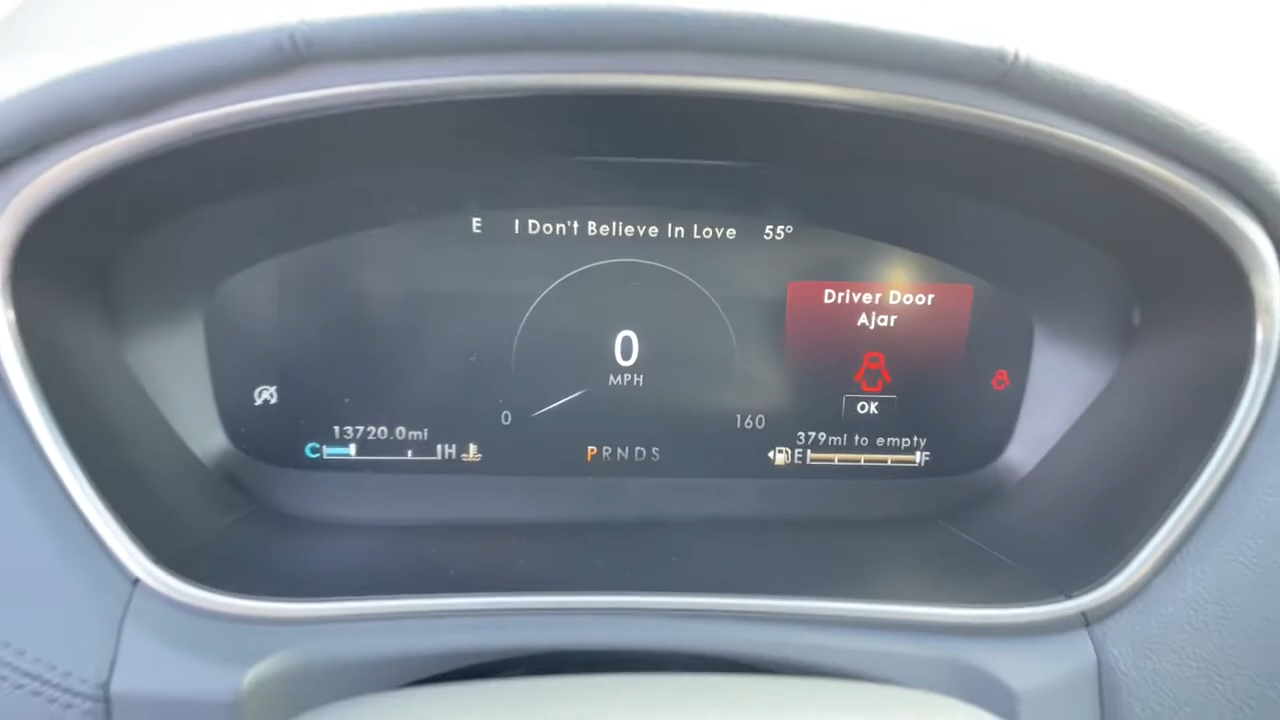 E I Don't Believe In Love 55°
Driver Door
Ajar
0
MPH
OK
0 160
13720.0mi
379mi to empty
C H
PRNDS
E F